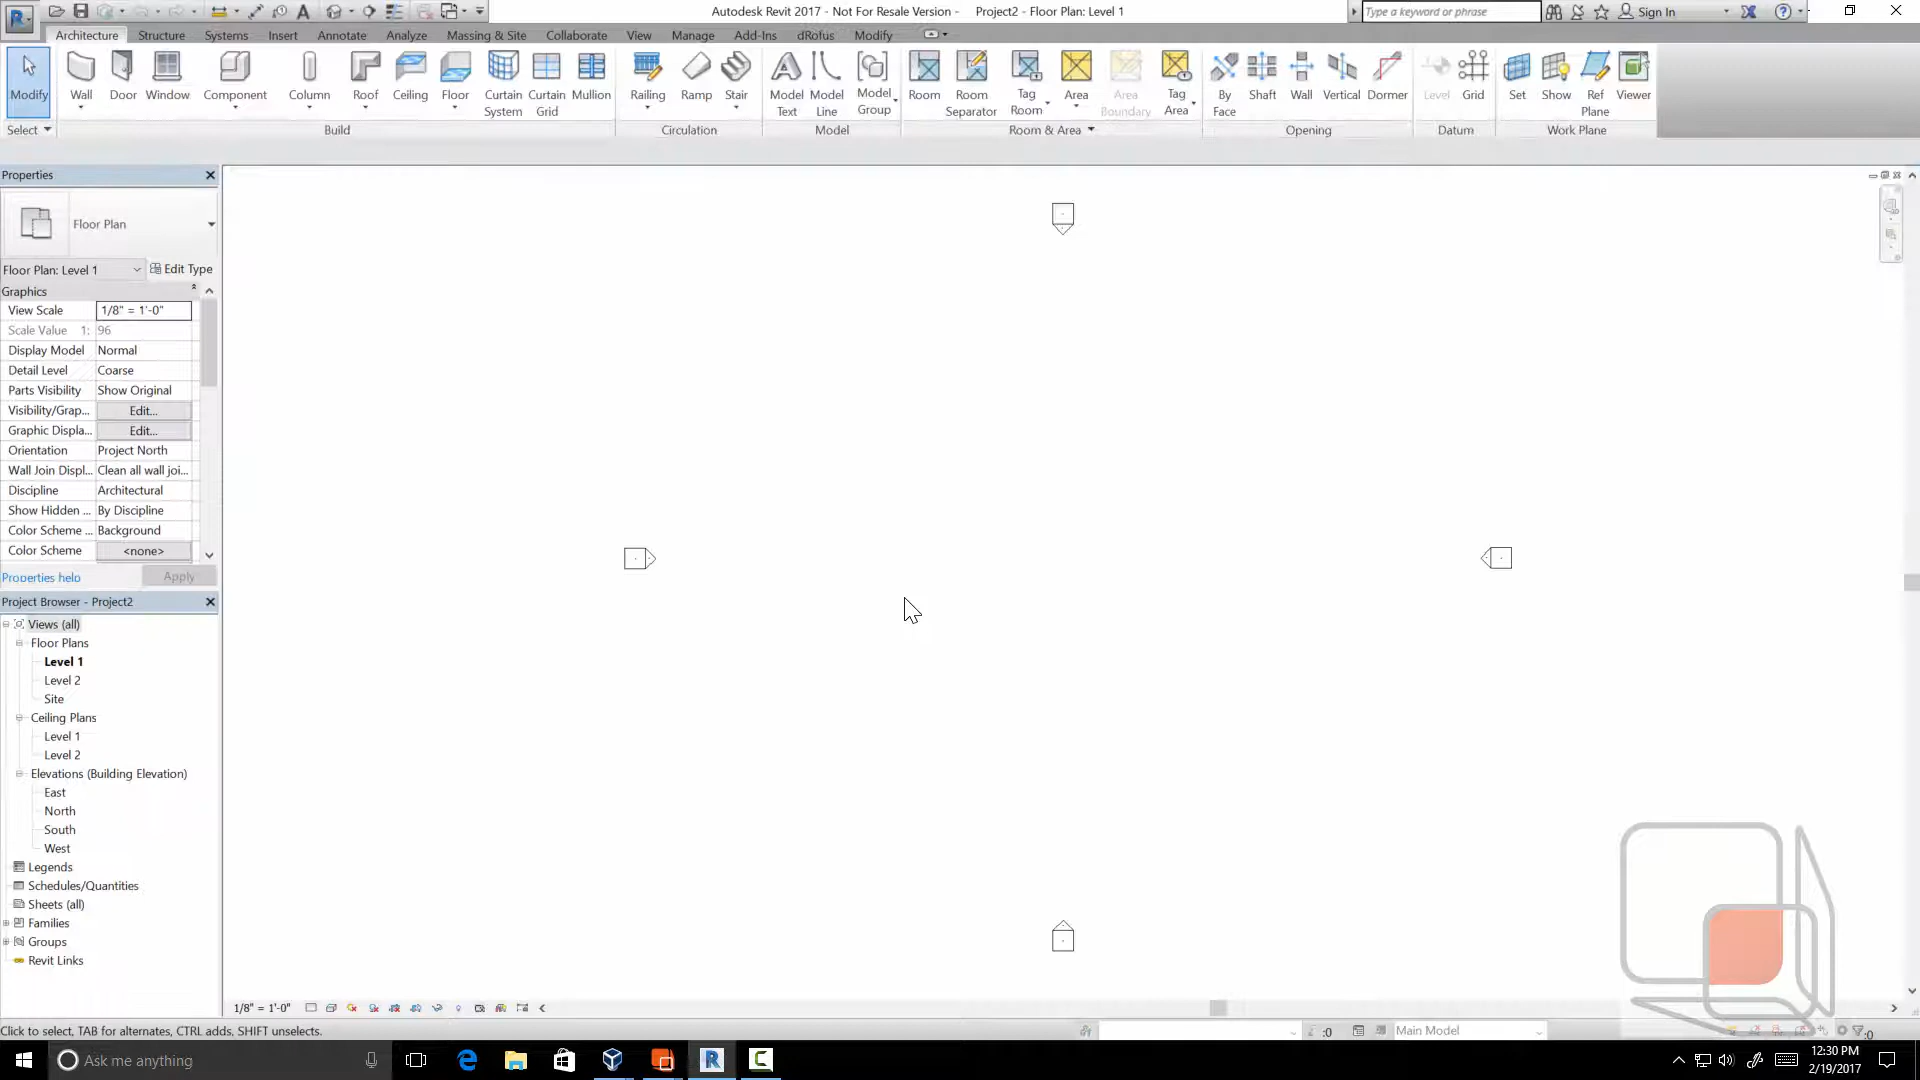 Autodesk Revit 2017 - Not For Resale Version - Project2 - Floor Plan: Level 1
Type a keyword or phrase
Sign In
Architecture Structure Systems Insert Annotate Analyze Massing & Site Collaborate View Manage Add-Ins dRofus Modify
Modify Wall Door Window Component Column Roof Ceiling Floor Curtain System Curtain Grid Mullion Railing Ramp Stair Model Text Model Line Model Group Room Room Separator Tag Room Area Area Boundary Tag Area By Face Shaft Wall Vertical Dormer Level Grid Set Show Ref Plane Viewer
Select Build Circulation Model Room & Area Opening Datum Work Plane
Properties
Floor Plan
Floor Plan: Level 1 Edit Type
Graphics
View Scale 1/8" = 1'-0"
Scale Value 1: 96
Display Model Normal
Detail Level Coarse
Parts Visibility Show Original
Visibility/Grap... Edit...
Graphic Displa... Edit...
Orientation Project North
Wall Join Displ... Clean all wall joi...
Discipline Architectural
Show Hidden ... By Discipline
Color Scheme ... Background
Color Scheme <none>
Properties help Apply
Project Browser - Project2
Views (all)
Floor Plans
Level 1
Level 2
Site
Ceiling Plans
Level 1
Level 2
Elevations (Building Elevation)
East
North
South
West
Legends
Schedules/Quantities
Sheets (all)
Families
Groups
Revit Links
1/8" = 1'-0"
Click to select, TAB for alternates, CTRL adds, SHIFT unselects.
:0
Main Model
:0
Ask me anything
12:30 PM
2/19/2017